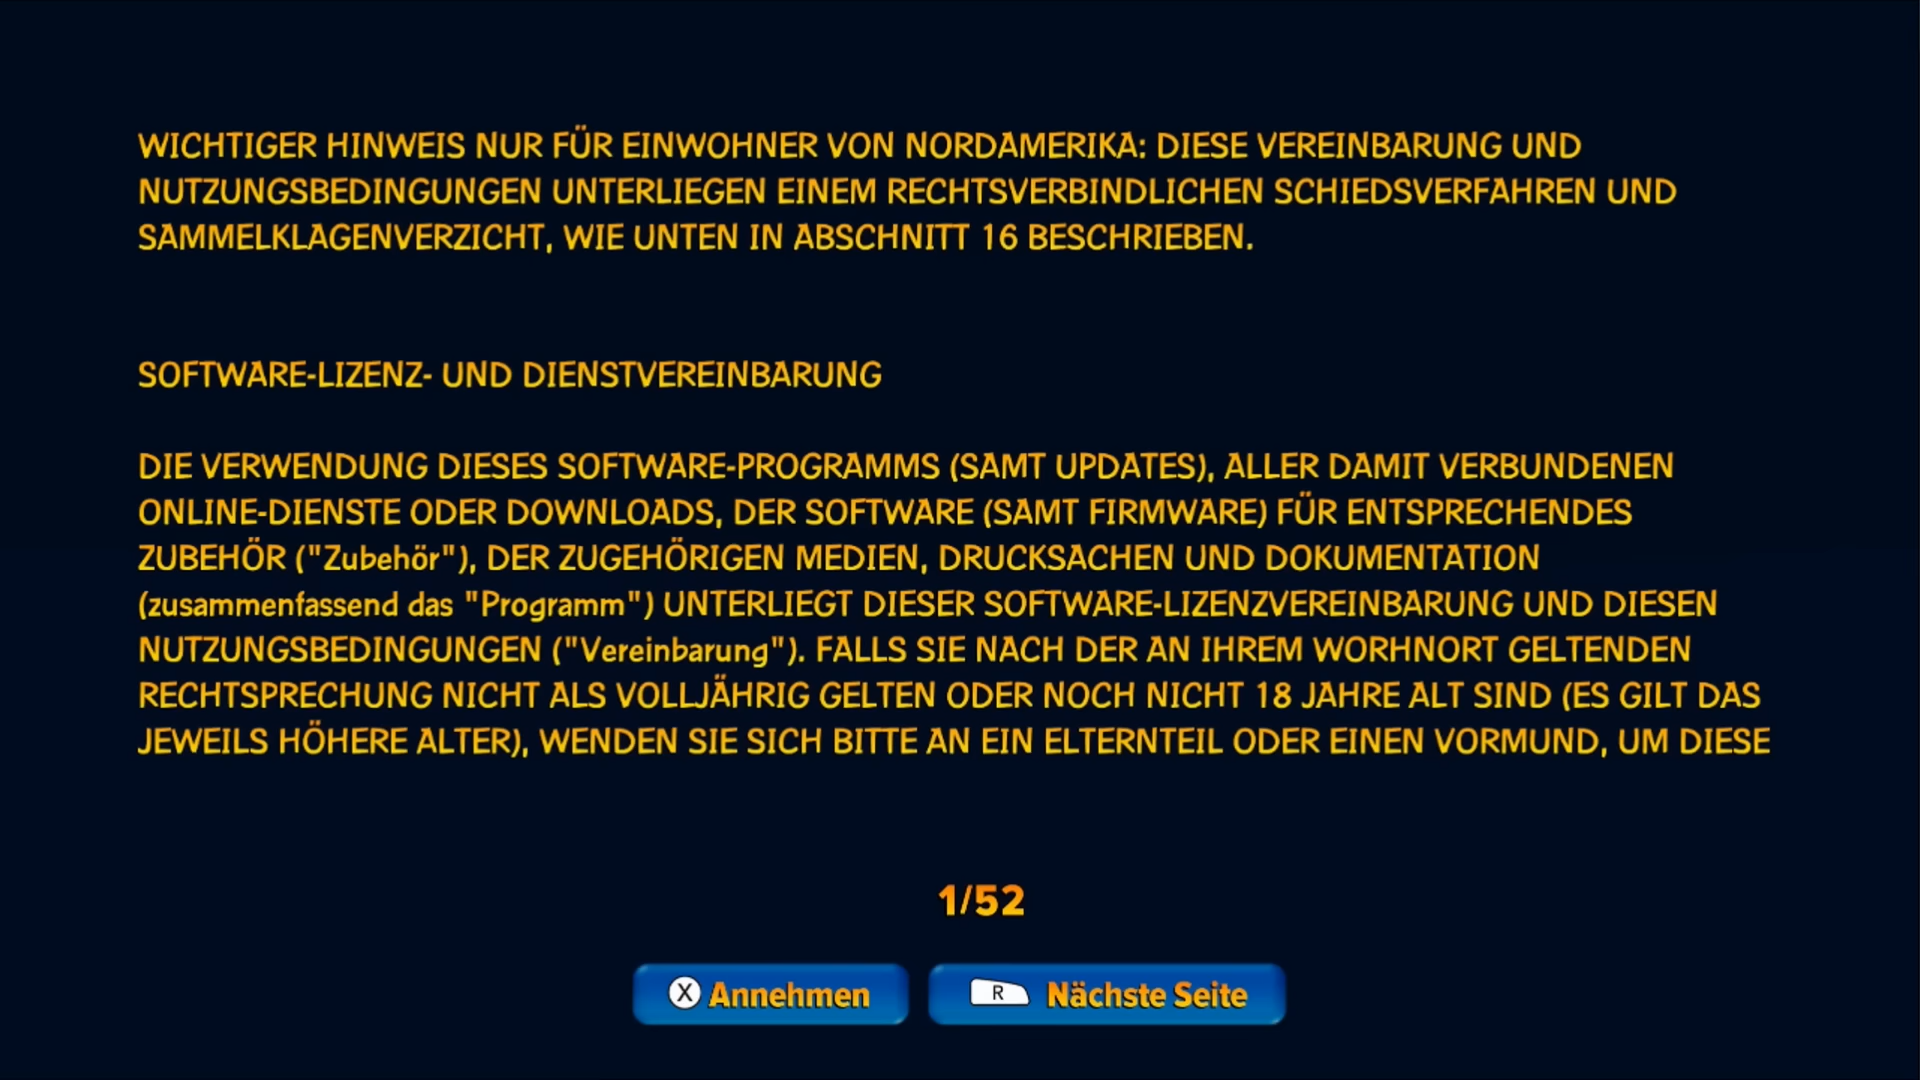 WICHTIGER HINWEIS NUR FÜR EINWOHNER VON NORDAMERIKA: DIESE VEREINBARUNG UND
NUTZUNGSBEDINGUNGEN UNTERLIEGEN EINEM RECHTSVERBINDLICHEN SCHIEDSVERFAHREN UND
SAMMELKLAGENVERZICHT, WIE UNTEN IN ABSCHNITT 16 BESCHRIEBEN.
SOFTWARE-LIZENZ- UND DIENSTVEREINBARUNG
DIE VERWENDUNG DIESES SOFTWARE-PROGRAMMS (SAMT UPDATES), ALLER DAMIT VERBUNDENEN
ONLINE-DIENSTE ODER DOWNLOADS, DER SOFTWARE (SAMT FIRMWARE) FÜR ENTSPRECHENDES
ZUBEHÖR ("Zubehör"), DER ZUGEHÖRIGEN MEDIEN, DRUCKSACHEN UND DOKUMENTATION
(zusammenfassend das "Programm") UNTERLIEGT DIESER SOFTWARE-LIZENZVEREINBARUNG UND DIESEN
NUTZUNGSBEDINGUNGEN ("Vereinbarung"). FALLS SIE NACH DER AN IHREM WORHNORT GELTENDEN
RECHTSPRECHUNG NICHT ALS VOLLJÄHRIG GELTEN ODER NOCH NICHT 18 JAHRE ALT SIND (ES GILT DAS
JEWEILS HÖHERE ALTER), WENDEN SIE SICH BITTE AN EIN ELTERNTEIL ODER EINEN VORMUND, UM DIESE
1/52
X Annehmen
R Nächste Seite